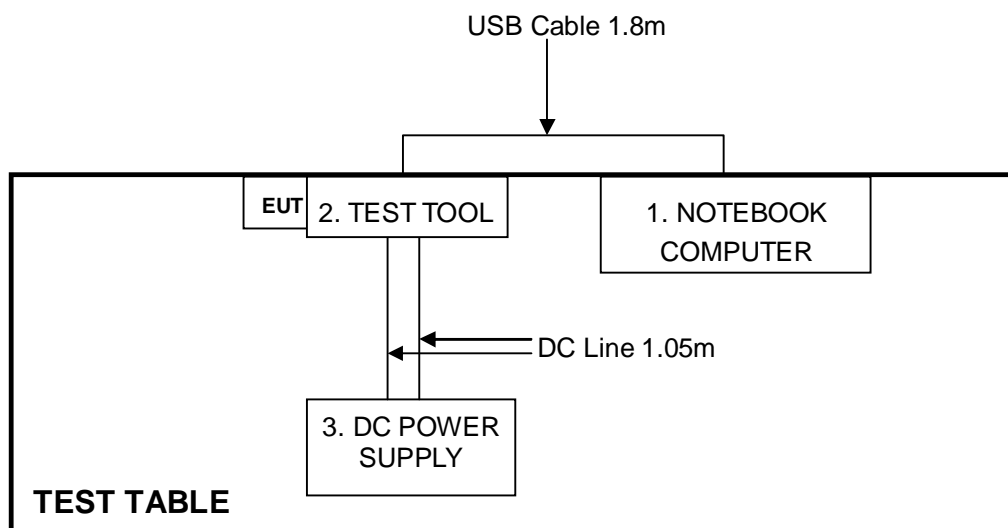 USB Cable 1.8m
EUT
2. TEST TOOL
1. NOTEBOOK
COMPUTER
DC Line 1.05m
3. DC POWER
SUPPLY
TEST TABLE